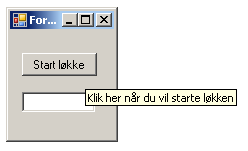 For...
Start løkke
Klik her når du vil starte løkken